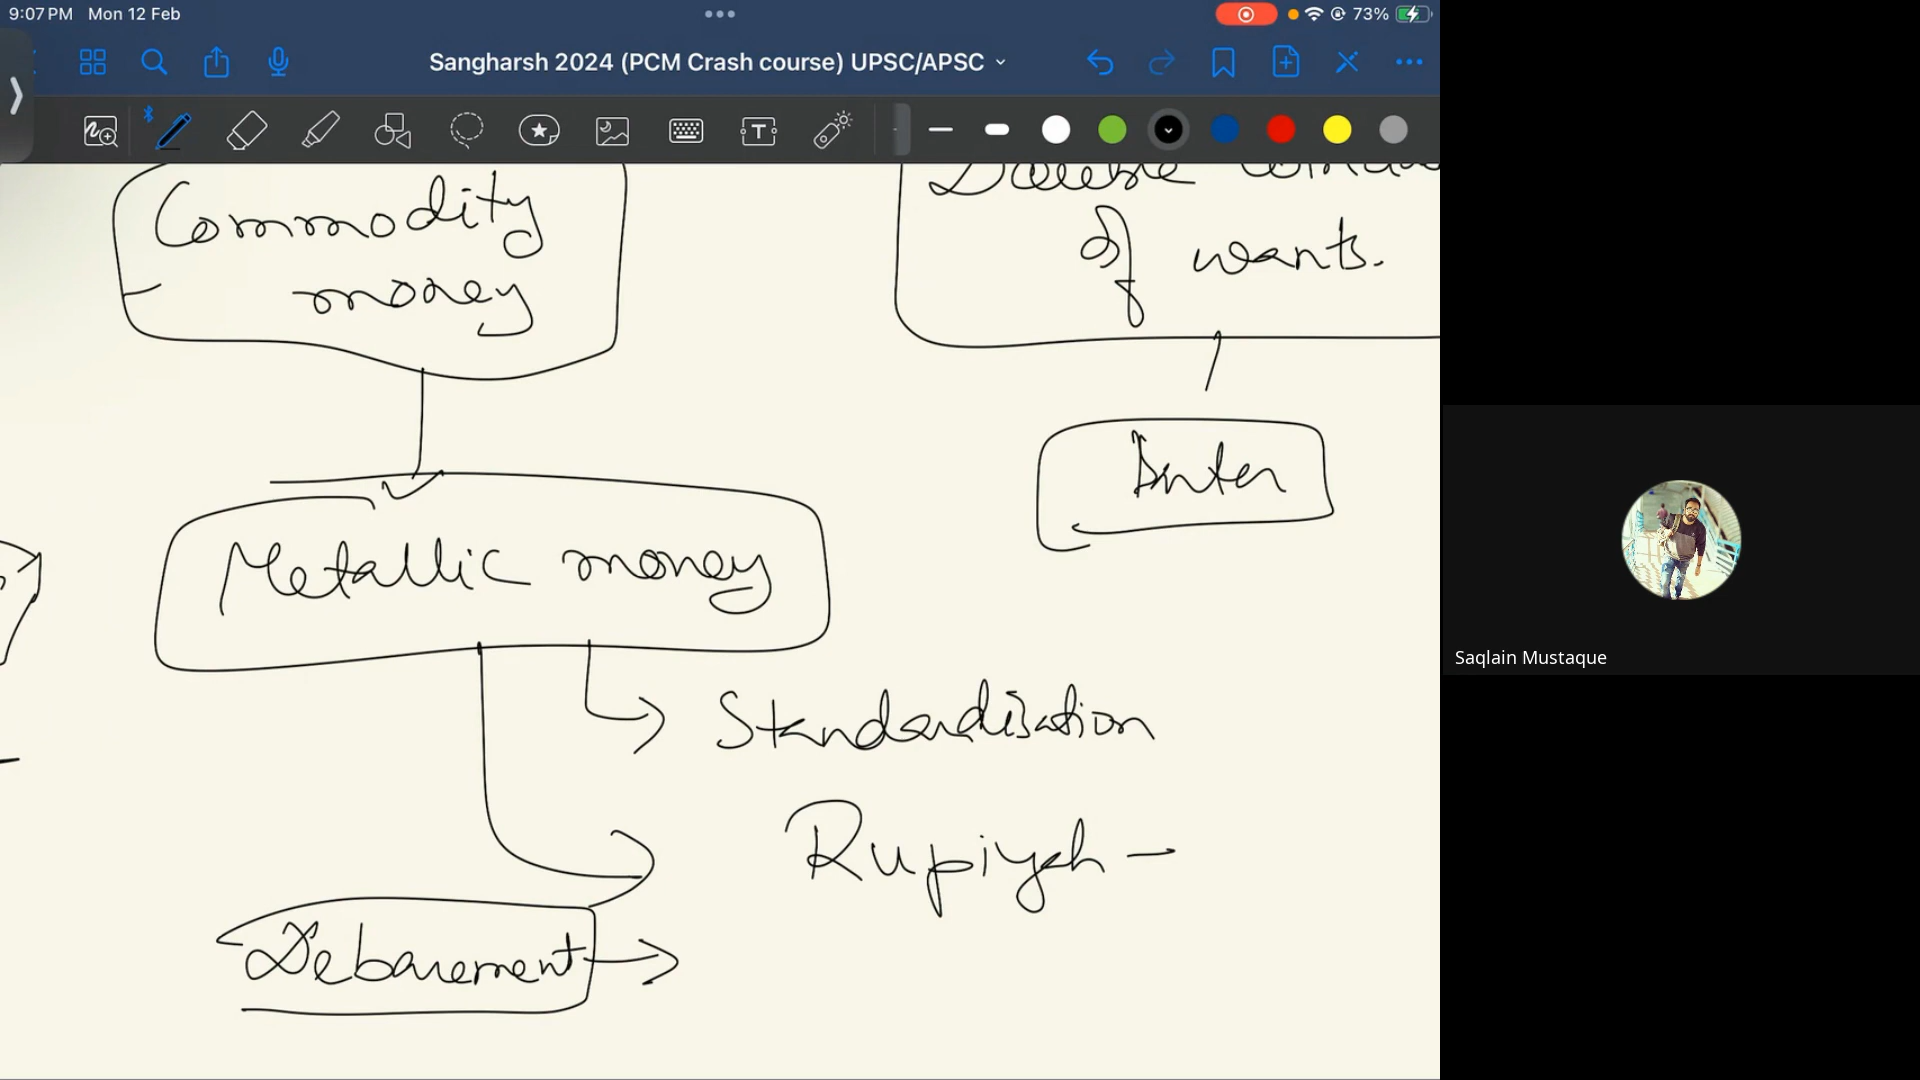 9:07 PM Mon 12 Feb
73%
Sangharsh 2024 (PCM Crash course) UPSC/APSC
T
Commodity
money
Double
of wants.
Metallic money
Standardisation
Rupiyah -
Debasement
Saqlain Mustaque